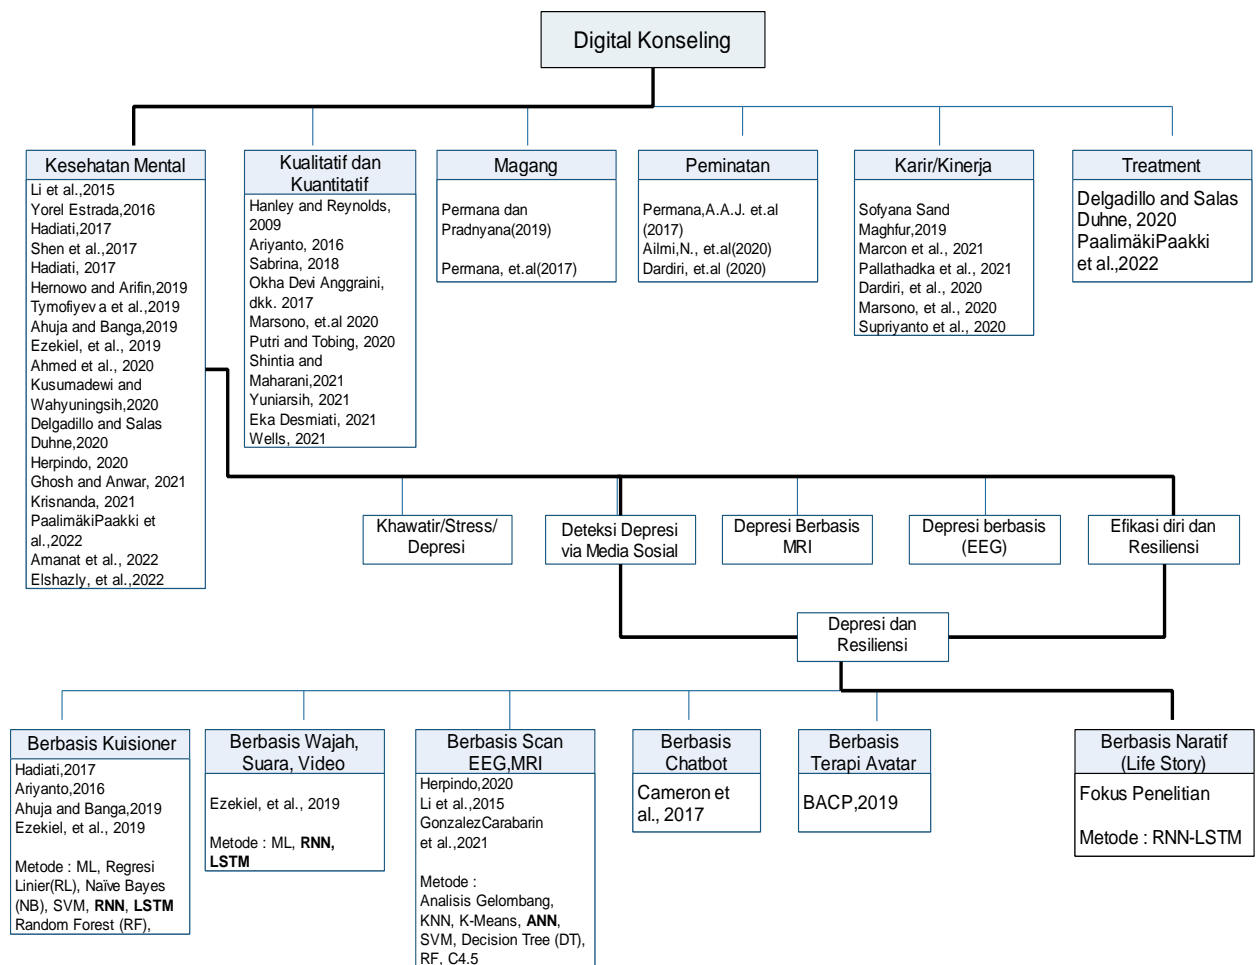 Digital Konseling
Kesehatan Mental
Li et al.,2015
Yorel Estrada,2016
Hadiati,2017
Shen et al.,2017
Hadiati, 2017
Hernowo and Arifin,2019
Tymofiyeva et al.,2019
Ahuja and Banga,2019
Ezekiel, et al., 2019
Ahmed et al., 2020
Kusumadewi and
Wahyuningsih,2020
Delgadillo and Salas
Duhne,2020
Herpindo, 2020
Ghosh and Anwar, 2021
Krisnanda, 2021
PaalimäkiPaakki et
al.,2022
Amanat et al., 2022
Elshazly, et al.,2022
Kualitatif dan
Kuantitatif
Hanley and Reynolds,
2009
Ariyanto, 2016
Sabrina, 2018
Okha Devi Anggraini,
dkk. 2017
Marsono, et.al 2020
Putri and Tobing, 2020
Shintia and
Maharani,2021
Yuniarsih, 2021
Eka Desmiati, 2021
Wells, 2021
Magang
Permana dan
Pradnyana(2019)
Permana, et.al(2017)
Peminatan
Permana,A.A.J. et.al
(2017)
Ailmi,N., et.al(2020)
Dardiri, et.al (2020)
Karir/Kinerja
Sofyana Sand
Maghfur,2019
Marcon et al., 2021
Pallathadka et al., 2021
Dardiri, et al., 2020
Marsono, et al., 2020
Supriyanto et al., 2020
Treatment
Delgadillo and Salas
Duhne, 2020
PaalimäkiPaakki
et al.,2022
Khawatir/Stress/
Depresi
Deteksi Depresi
via Media Sosial
Depresi Berbasis
MRI
Depresi berbasis
(EEG)
Efikasi diri dan
Resiliensi
Depresi dan
Resiliensi
Berbasis Kuisioner
Hadiati,2017
Ariyanto,2016
Ahuja and Banga,2019
Ezekiel, et al., 2019
Metode : ML, Regresi
Linier(RL), Naïve Bayes
(NB), SVM, RNN, LSTM
Random Forest (RF),
Berbasis Wajah,
Suara, Video
Ezekiel, et al., 2019
Metode : ML, RNN,
LSTM
Berbasis Scan
EEG,MRI
Herpindo,2020
Li et al.,2015
GonzalezCarabarin
et al.,2021
Metode :
Analisis Gelombang,
KNN, K-Means, ANN,
SVM, Decision Tree (DT),
RF, C4.5
Berbasis
Chatbot
Cameron et
al., 2017
Berbasis
Terapi Avatar
BACP,2019
Berbasis Naratif
(Life Story)
Fokus Penelitian
Metode : RNN-LSTM